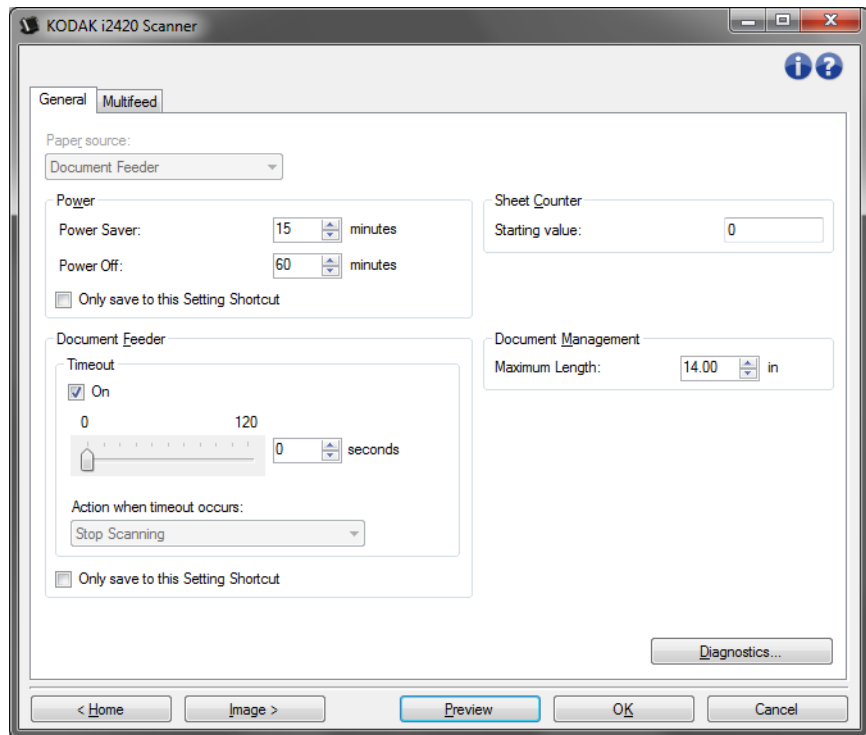 KODAK i2420 Scanner
General Multifeed
Paper source:
Document Feeder
Power
Power Saver: 15 minutes
Power Off: 60 minutes
Only save to this Setting Shortcut
Sheet Counter
Starting value: 0
Document Feeder
Timeout
On
0 120
0 seconds
Action when timeout occurs:
Stop Scanning
Only save to this Setting Shortcut
Document Management
Maximum Length: 14.00 in
Diagnostics...
< Home Image > Preview OK Cancel